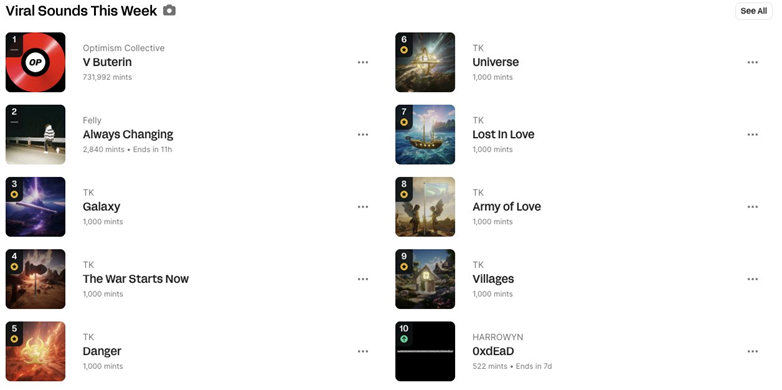 Viral Sounds This Week
See All
1
OP
Optimism Collective
V Buterin
731,992 mints
2
Felly
Always Changing
2,840 mints • Ends in 11h
3
TK
Galaxy
1,000 mints
4
TK
The War Starts Now
1,000 mints
5
TK
Danger
1,000 mints
6
TK
Universe
1,000 mints
7
TK
Lost In Love
1,000 mints
8
TK
Army of Love
1,000 mints
9
TK
Villages
1,000 mints
10
HARROWYN
0xdEaD
522 mints • Ends in 7d